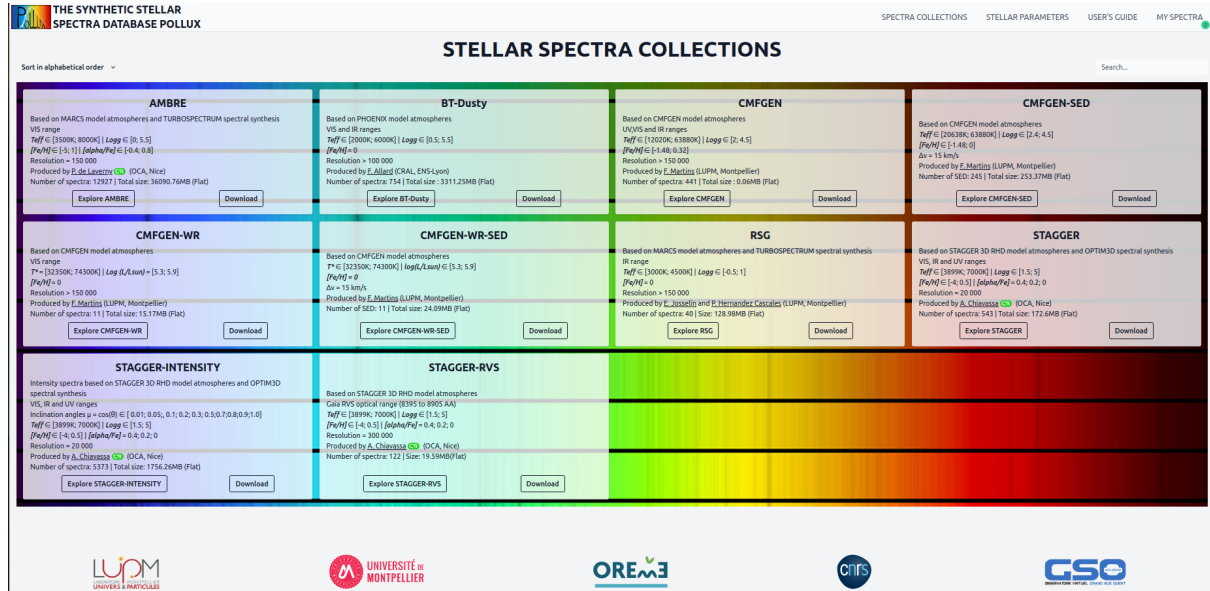 Pollux
THE SYNTHETIC STELLAR
SPECTRA DATABASE POLLUX
SPECTRA COLLECTIONS
STELLAR PARAMETERS
USER'S GUIDE
MY SPECTRA
0
STELLAR SPECTRA COLLECTIONS
Sort in alphabetical order
Search...
AMBRE
Based on MARCS model atmospheres and TURBOSPECTRUM spectral synthesis
VIS range
Teff ∈ [3500K; 8000K] | Logg ∈ [0; 5.5]
[Fe/H] ∈ [-5; 1] | [alpha/Fe] ∈ [-0.4; 0.8]
Resolution = 150 000
Produced by P. de Laverny (OCA, Nice)
Number of spectra: 12927 | Total size: 36090.76MB (Flat)
Explore AMBRE
Download
BT-Dusty
Based on PHOENIX model atmospheres
VIS and IR ranges
Teff ∈ [2000K; 6000K] | Logg ∈ [0.5; 5.5]
[Fe/H] = 0
Resolution > 100 000
Produced by F. Allard (CRAL, ENS-Lyon)
Number of spectra: 754 | Total size : 3311.25MB (Flat)
Explore BT-Dusty
Download
CMFGEN
Based on CMFGEN model atmospheres
UV,VIS and IR ranges
Teff ∈ [12020K; 63880K] | Logg ∈ [2; 4.5]
[Fe/H] ∈ [-1.48; 0.32]
Resolution > 150 000
Produced by F. Martins (LUPM, Montpellier)
Number of spectra: 441 | Total size : 0.06MB (Flat)
Explore CMFGEN
Download
CMFGEN-SED
Based on CMFGEN model atmospheres
Teff ∈ [20638K; 63880K] | Logg ∈ [2.4; 4.5]
[Fe/H] ∈ [-1.48; 0]
Δv = 15 km/s
Produced by F. Martins (LUPM, Montpellier)
Number of SED: 245 | Total size: 253.37MB (Flat)
Explore CMFGEN-SED
Download
CMFGEN-WR
Based on CMFGEN model atmospheres
VIS range
T* = [32350K; 74300K] | Log (L/Lsun) = [5.3; 5.9]
[Fe/H] = 0
Resolution > 150 000
Produced by F. Martins (LUPM, Montpellier)
Number of spectra: 11 | Total size: 15.17MB (Flat)
Explore CMFGEN-WR
Download
CMFGEN-WR-SED
Based on CMFGEN model atmospheres
T* ∈ [32350K; 74300K] | log(L/Lsun) ∈ [5.3; 5.9]
[Fe/H] = 0
Δv = 15 km/s
Produced by F. Martins (LUPM, Montpellier)
Number of SED: 11 | Total size: 24.09MB (Flat)
Explore CMFGEN-WR-SED
Download
RSG
Based on MARCS model atmospheres and TURBOSPECTRUM spectral synthesis
IR range
Teff ∈ [3000K; 4500K] | Logg ∈ [-0.5; 1]
[Fe/H] = 0
Resolution > 150 000
Produced by E. Josselin and P. Hernandez Cascales (LUPM, Montpellier)
Number of spectra: 40 | Size: 128.98MB (Flat)
Explore RSG
Download
STAGGER
Based on STAGGER 3D RHD model atmospheres and OPTIM3D spectral synthesis
VIS, IR and UV ranges
Teff ∈ [3899K; 7000K] | Logg ∈ [1.5; 5]
[Fe/H] ∈ [-4; 0.5] | [alpha/Fe] = 0.4; 0.2; 0
Resolution = 20 000
Produced by A. Chiavassa (OCA, Nice)
Number of spectra: 543 | Total size: 172.6MB (Flat)
Explore STAGGER
Download
STAGGER-INTENSITY
Intensity spectra based on STAGGER 3D RHD model atmospheres and OPTIM3D
spectral synthesis
VIS, IR and UV ranges
Inclination angles μ = cos(θ) ∈ [ 0.01; 0.05;, 0.1; 0.2; 0.3; 0.5;0.7;0.8;0.9;1.0]
Teff ∈ [3899K; 7000K] | Logg ∈ [1.5; 5]
[Fe/H] ∈ [-4; 0.5] | [alpha/Fe] = 0.4; 0.2; 0
Resolution = 20 000
Produced by A. Chiavassa (OCA, Nice)
Number of spectra: 5373 | Total size: 1756.26MB (Flat)
Explore STAGGER-INTENSITY
Download
STAGGER-RVS
Based on STAGGER 3D RHD model atmospheres
Gaia RVS optical range (8395 to 8905 AA)
Teff ∈ [3899K; 7000K] | Logg ∈ [1.5; 5]
[Fe/H] ∈ [-4; 0.5] | [alpha/Fe] = 0.4; 0.2; 0
Resolution = 300 000
Produced by A. Chiavassa (OCA, Nice)
Number of spectra: 122 | Size: 19.59MB(Flat)
Explore STAGGER-RVS
Download
LUPM
LABORATOIRE MONTPELLIER
UNIVERS & PARTICULES
UNIVERSITÉ DE
MONTPELLIER
OREME
cnrs
GSO
OBSERVATOIRE VIRTUEL GRAND SUD OUEST